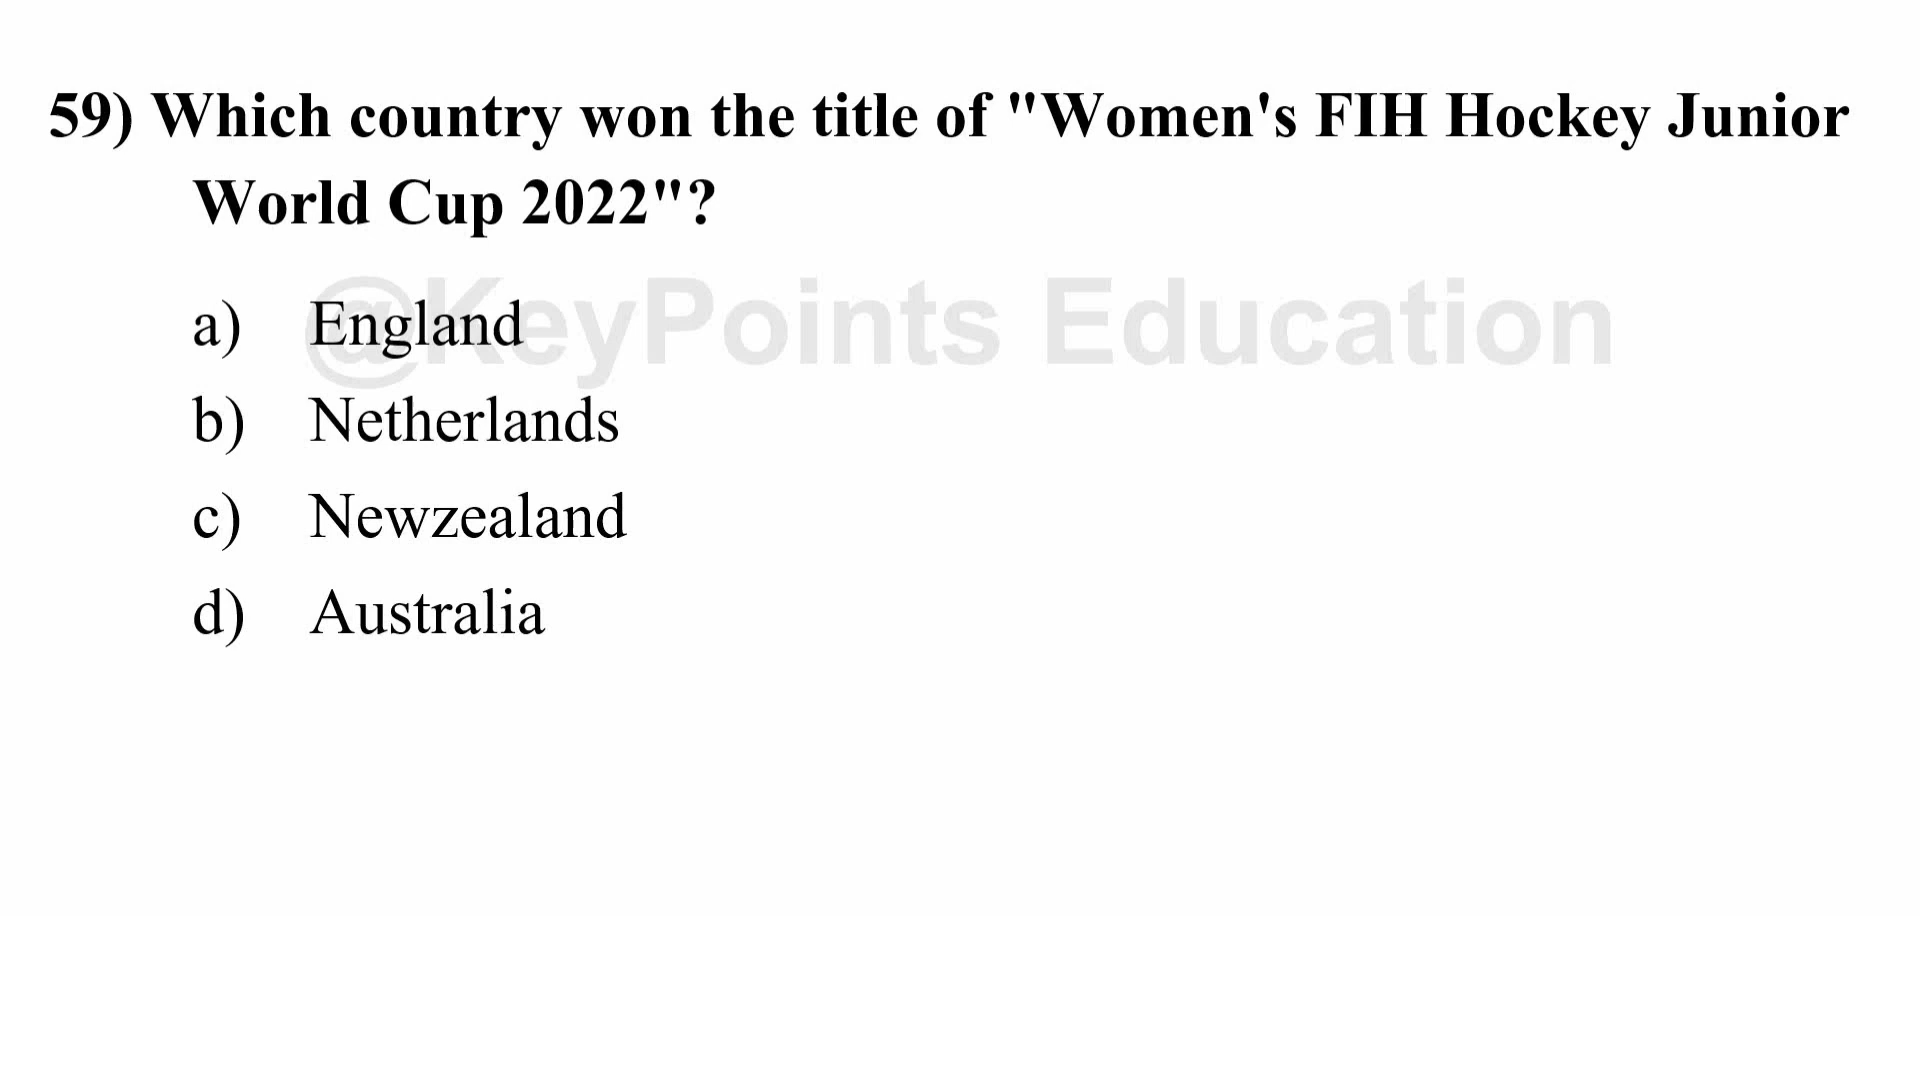 59) Which country won the title of "Women's FIH Hockey Junior
World Cup 2022"?
@KeyPoints Education
a) England
b) Netherlands
c) Newzealand
d) Australia